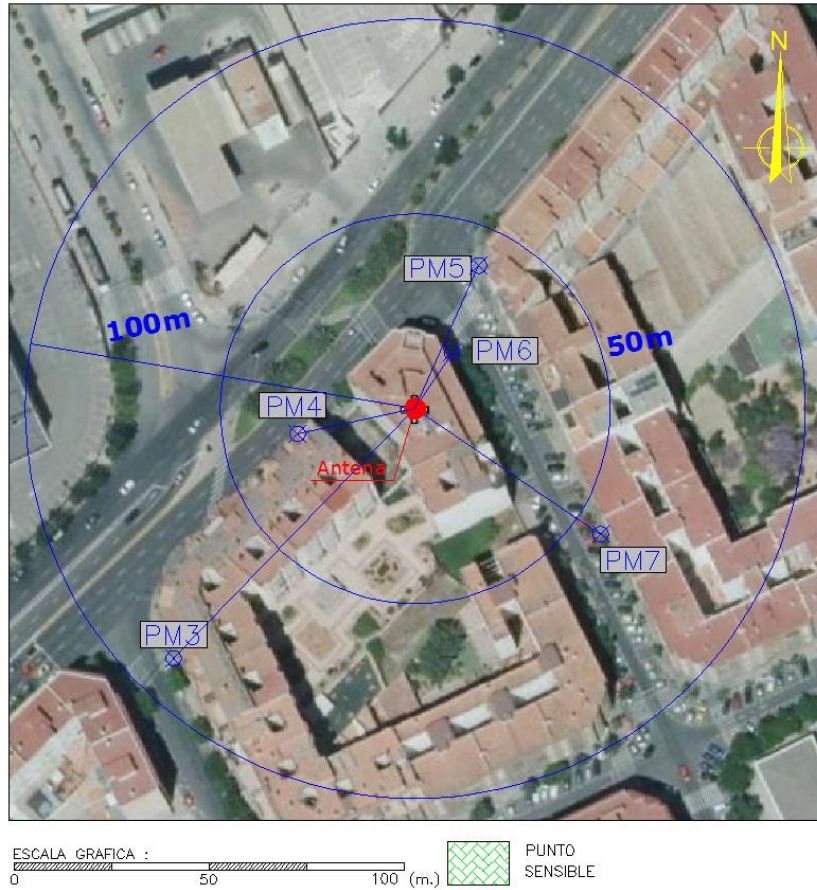 N
PM5
100m
50m
PM6
PM4
Antena
PM7
PM3
ESCALA GRAFICA :
0 50 100 (m.)
PUNTO
SENSIBLE